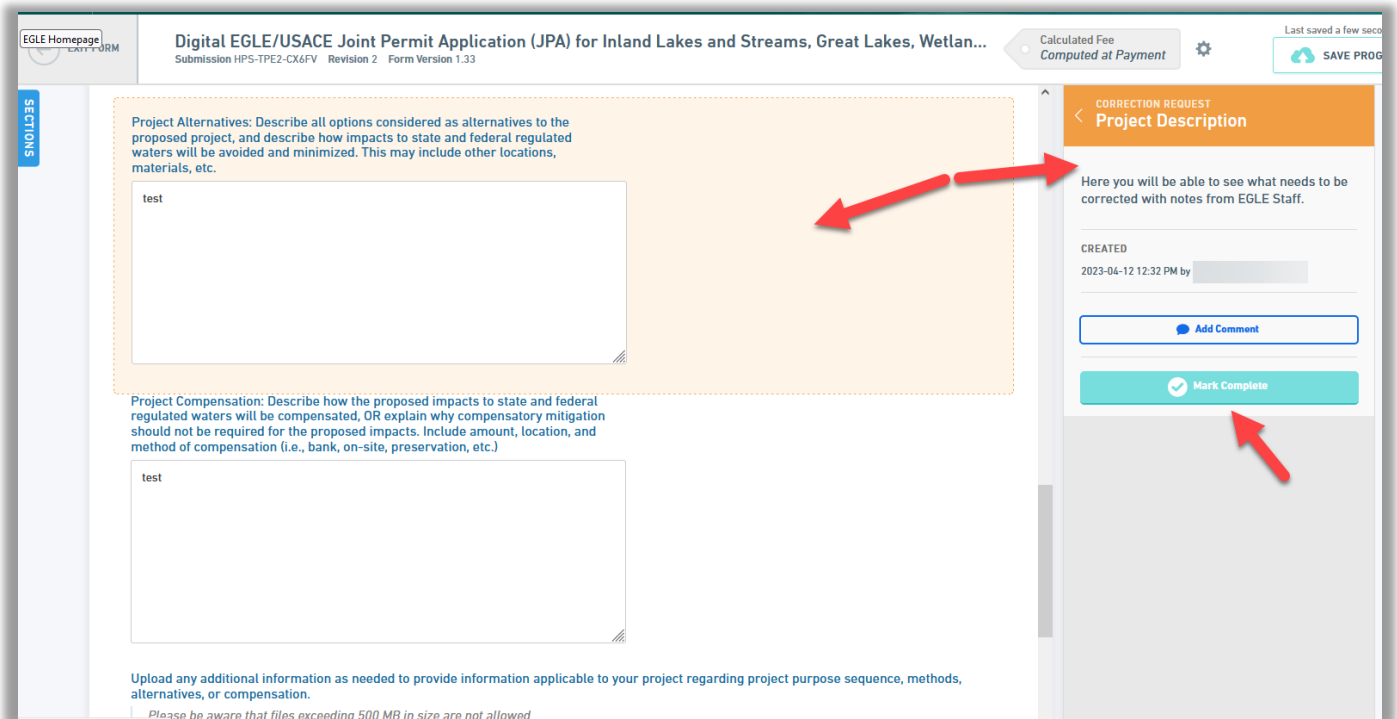 EGLE Homepage
EXIT FORM
Digital EGLE/USACE Joint Permit Application (JPA) for Inland Lakes and Streams, Great Lakes, Wetlan...
Submission HPS-TPE2-CX6FV Revision 2 Form Version 1.33
Calculated Fee
Computed at Payment
Last saved a few seco
SAVE PROG
SECTIONS
Project Alternatives: Describe all options considered as alternatives to the
proposed project, and describe how impacts to state and federal regulated
waters will be avoided and minimized. This may include other locations,
materials, etc.
test
Project Compensation: Describe how the proposed impacts to state and federal
regulated waters will be compensated, OR explain why compensatory mitigation
should not be required for the proposed impacts. Include amount, location, and
method of compensation (i.e., bank, on-site, preservation, etc.)
test
Upload any additional information as needed to provide information applicable to your project regarding project purpose sequence, methods,
alternatives, or compensation.
Please be aware that files exceeding 500 MB in size are not allowed
CORRECTION REQUEST
Project Description
Here you will be able to see what needs to be
corrected with notes from EGLE Staff.
CREATED
2023-04-12 12:32 PM by
Add Comment
Mark Complete